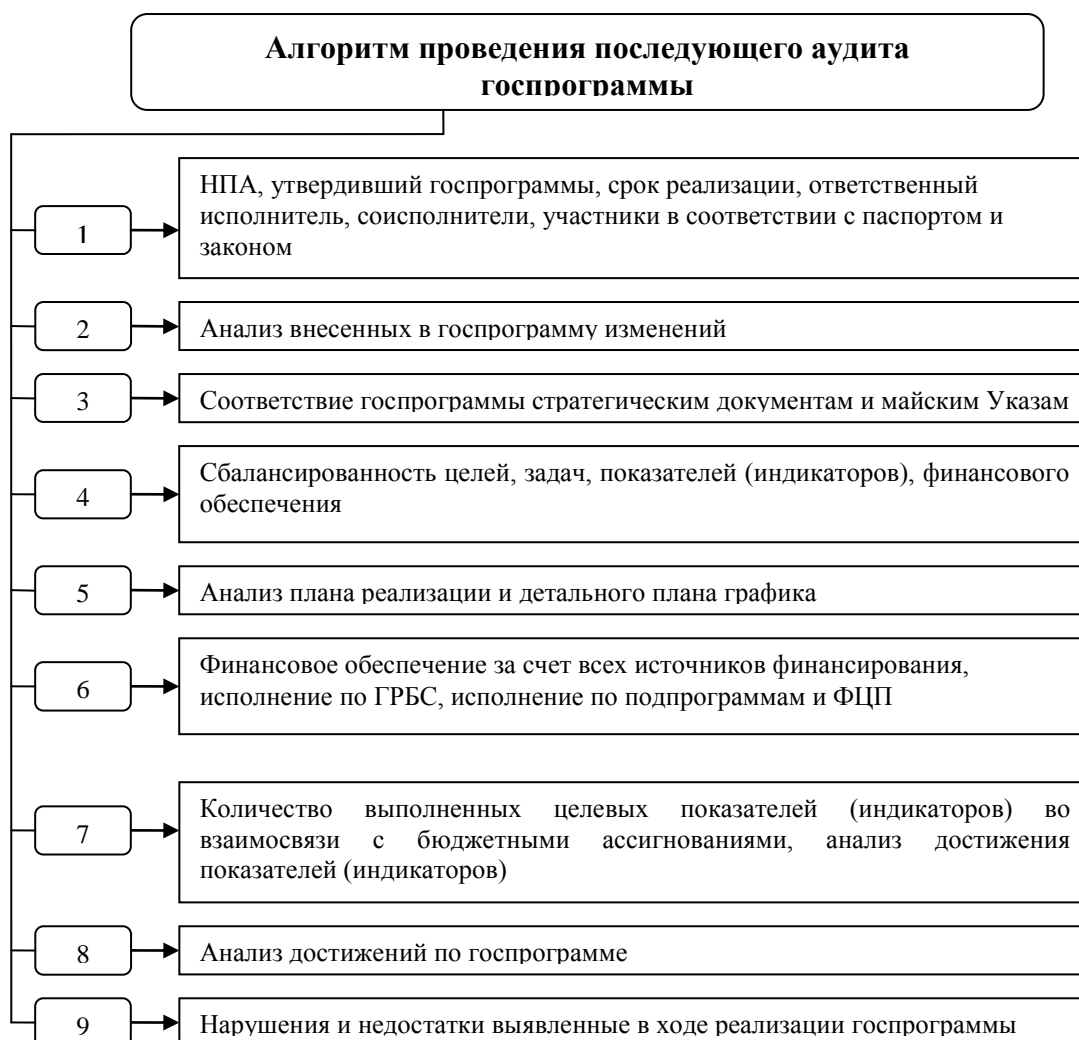 Алгоритм проведения последующего аудита
госпрограммы
1
НПА, утвердивший госпрограммы, срок реализации, ответственный
исполнитель, соисполнители, участники в соответствии с паспортом и
законом
2
Анализ внесенных в госпрограмму изменений
3
Соответствие госпрограммы стратегическим документам и майским Указам
4
Сбалансированность целей, задач, показателей (индикаторов), финансового
обеспечения
5
Анализ плана реализации и детального плана графика
6
Финансовое обеспечение за счет всех источников финансирования,
исполнение по ГРБС, исполнение по подпрограммам и ФЦП
7
Количество выполненных целевых показателей (индикаторов) во
взаимосвязи с бюджетными ассигнованиями, анализ достижения
показателей (индикаторов)
8
Анализ достижений по госпрограмме
9
Нарушения и недостатки выявленные в ходе реализации госпрограммы